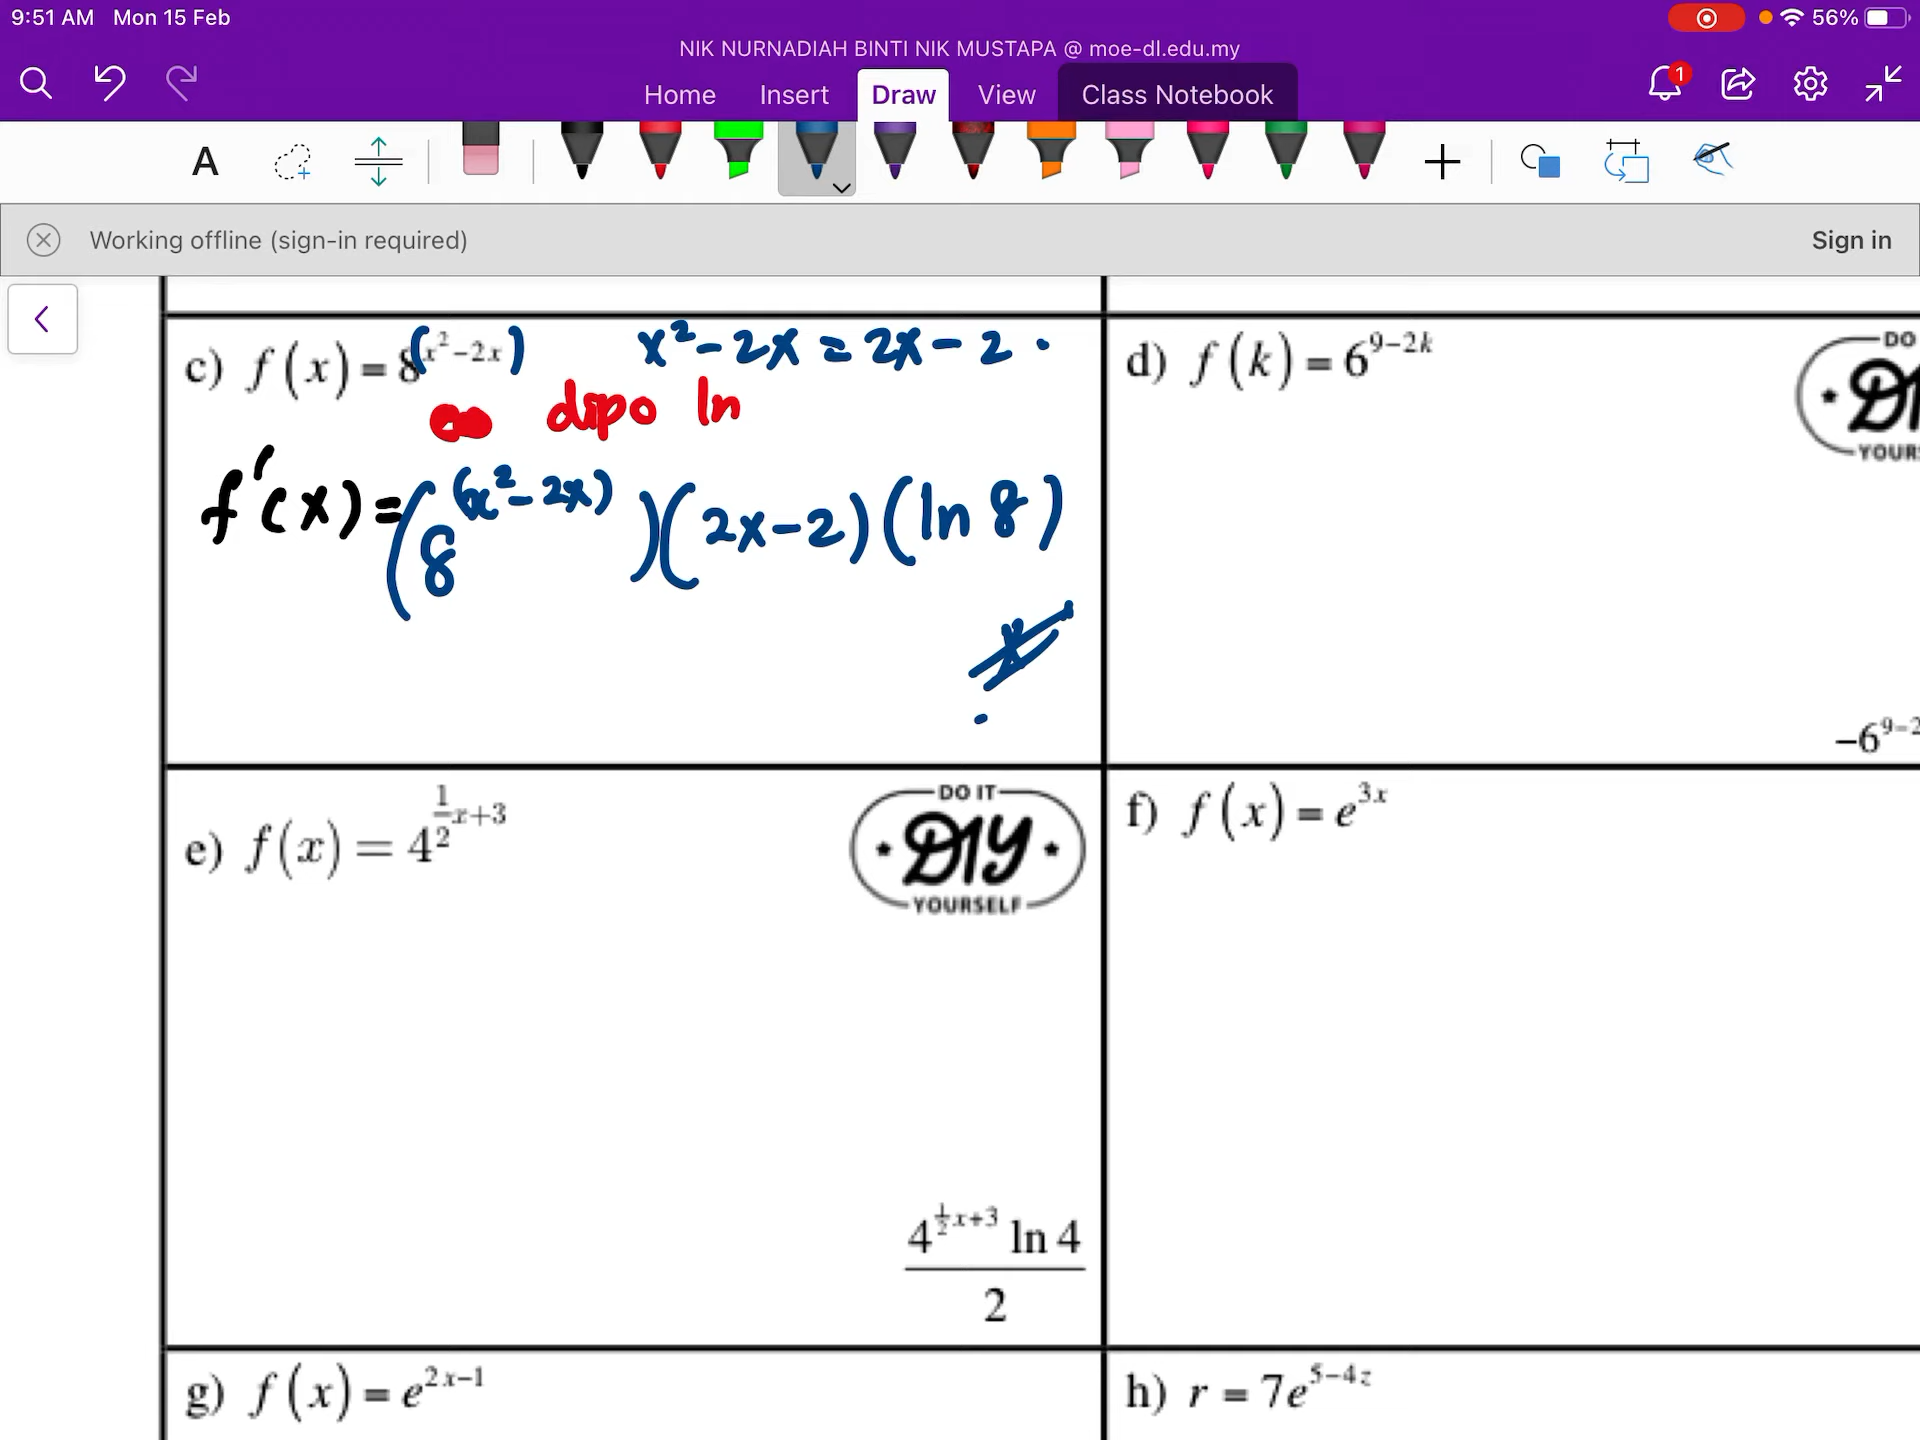 9:51 AM Mon 15 Feb
56%
NIK NURNADIAH BINTI NIK MUSTAPA @ moe-dl.edu.my
Home Insert Draw View Class Notebook
1
A
Working offline (sign-in required) Sign in
c) f(x) = 8^(x²−2x) x² − 2x = 2x − 2 .
dipo ln
f'(x) = (8^(x²−2x))(2x−2)(ln 8)
d) f(k) = 6^(9−2k)
DO
YOUR
−6^(9−2
e) f(x) = 4^(½x+3)
DO IT
DIY
YOURSELF
4^(½x+3) ln 4
2
f) f(x) = e^(3x)
g) f(x) = e^(2x−1)
h) r = 7e^(5−4z)